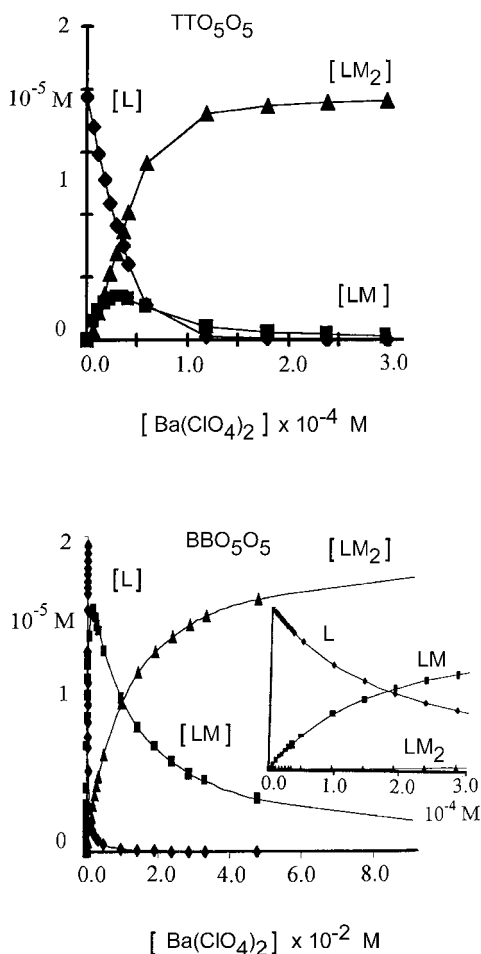 TTO₅O₅
2
[LM₂]
10⁻⁵ M
[L]
1
[LM]
0
0.0 1.0 2.0 3.0
[ Ba(ClO₄)₂ ] x 10⁻⁴ M
BBO₅O₅
[LM₂]
2
[L]
10⁻⁵ M
L
LM
1
[LM]
LM₂
0.0 1.0 2.0 3.0
10⁻⁴ M
0
0.0 2.0 4.0 6.0 8.0
[ Ba(ClO₄)₂ ] x 10⁻² M